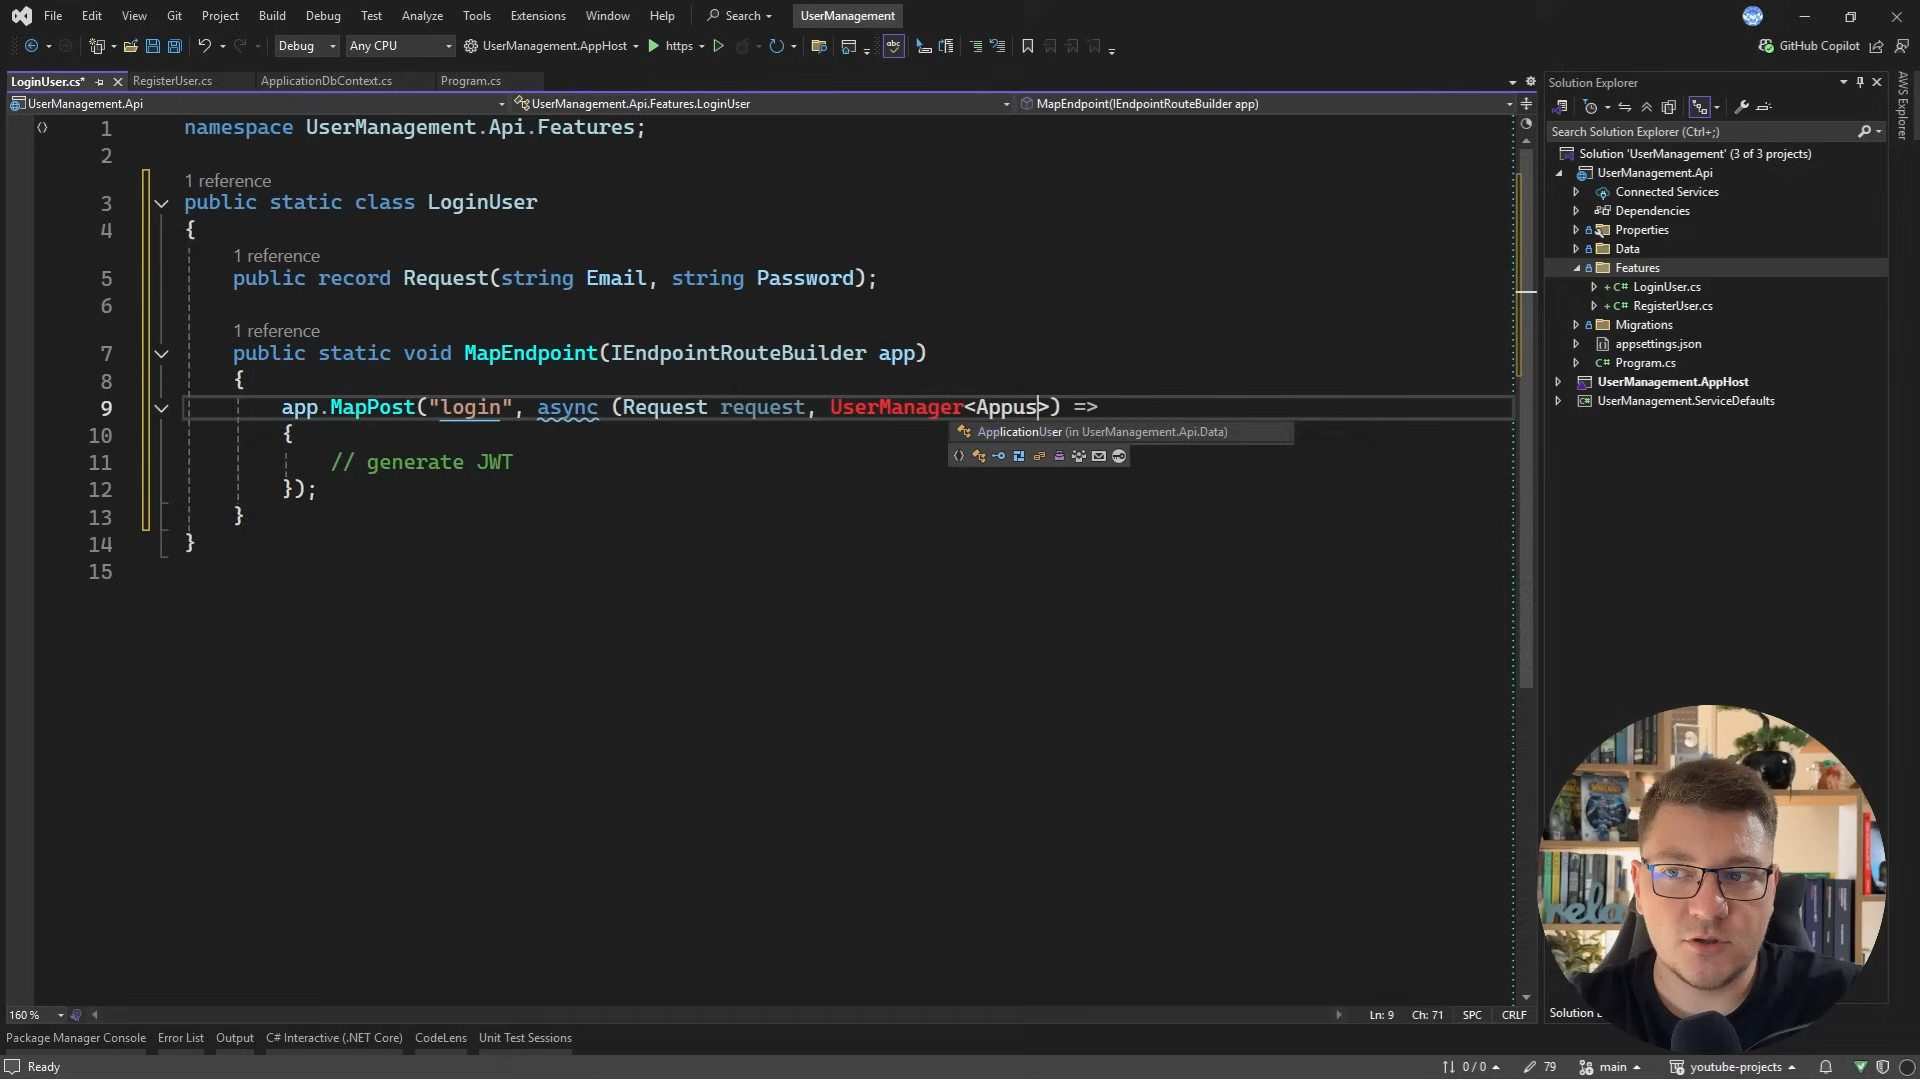 File Edit View Git Project Build Debug Test Analyze Tools Extensions Window Help Search UserManagement
Debug Any CPU UserManagement.AppHost https GitHub Copilot
LoginUser.cs* RegisterUser.cs ApplicationDbContext.cs Program.cs
UserManagement.Api UserManagement.Api.Features.LoginUser MapEndpoint(IEndpointRouteBuilder app)
1 namespace UserManagement.Api.Features;
2
1 reference
3 public static class LoginUser
4 {
1 reference
5 public record Request(string Email, string Password);
6
1 reference
7 public static void MapEndpoint(IEndpointRouteBuilder app)
8 {
9 app.MapPost("login", async (Request request, UserManager<Appus>) =>
ApplicationUser (in UserManagement.Api.Data)
10 {
11 // generate JWT
12 });
13 }
14 }
15
160 % Ln: 9 Ch: 71 SPC CRLF
Package Manager Console Error List Output C# Interactive (.NET Core) CodeLens Unit Test Sessions
Ready 0 / 0 79 main youtube-projects
Solution Explorer
Search Solution Explorer (Ctrl+;)
Solution 'UserManagement' (3 of 3 projects)
UserManagement.Api
Connected Services
Dependencies
Properties
Data
Features
C# LoginUser.cs
C# RegisterUser.cs
Migrations
appsettings.json
C# Program.cs
UserManagement.AppHost
UserManagement.ServiceDefaults
AWS Explorer
Solution